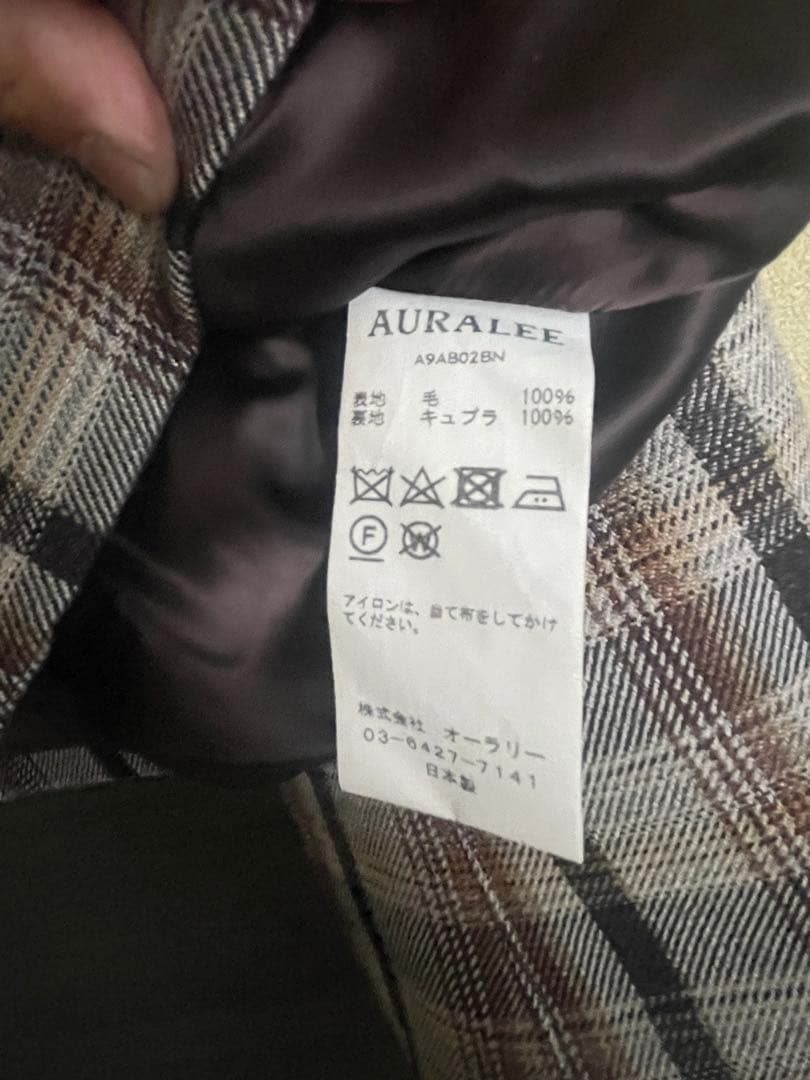 AURALEE
A9AB02BN
表地 毛 100%
裏地 キュプラ 100%
F W
アイロンは、当て布をしてかけ
てください。
株式会社 オーラリー
03-6427-7141
日本製